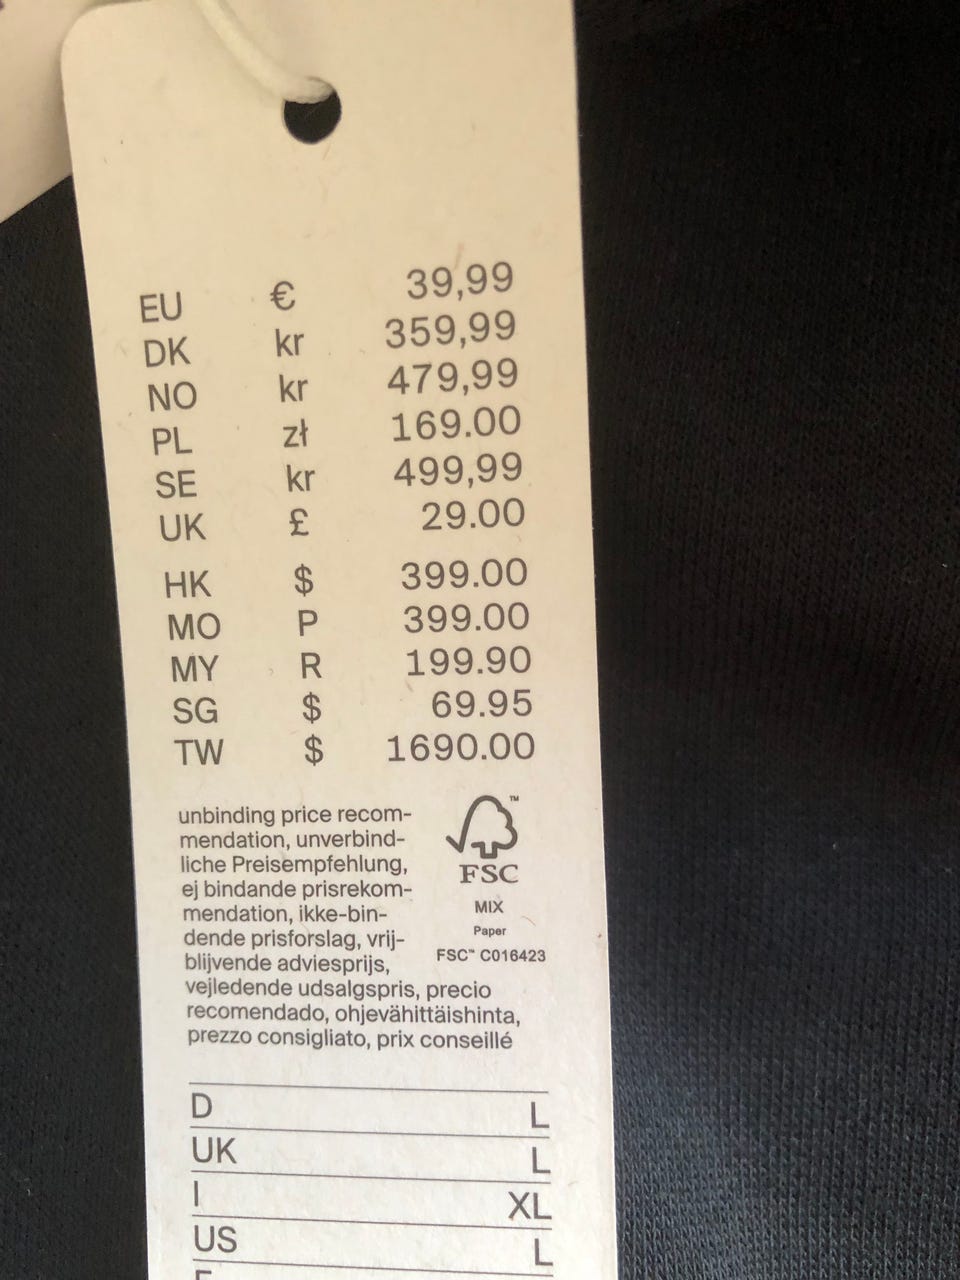 EU € 39,99
DK kr 359,99
NO kr 479,99
PL zł 169.00
SE kr 499,99
UK £ 29.00
HK $ 399.00
MO P 399.00
MY R 199.90
SG $ 69.95
TW $ 1690.00
unbinding price recom-
mendation, unverbind-
liche Preisempfehlung,
ej bindande prisrekom-
mendation, ikke-bin-
dende prisforslag, vrij-
blijvende adviesprijs,
vejledende udsalgspris, precio
recomendado, ohjevähittäishinta,
prezzo consigliato, prix conseillé
™
FSC
MIX
Paper
FSC™ C016423
D L
UK L
I XL
US L